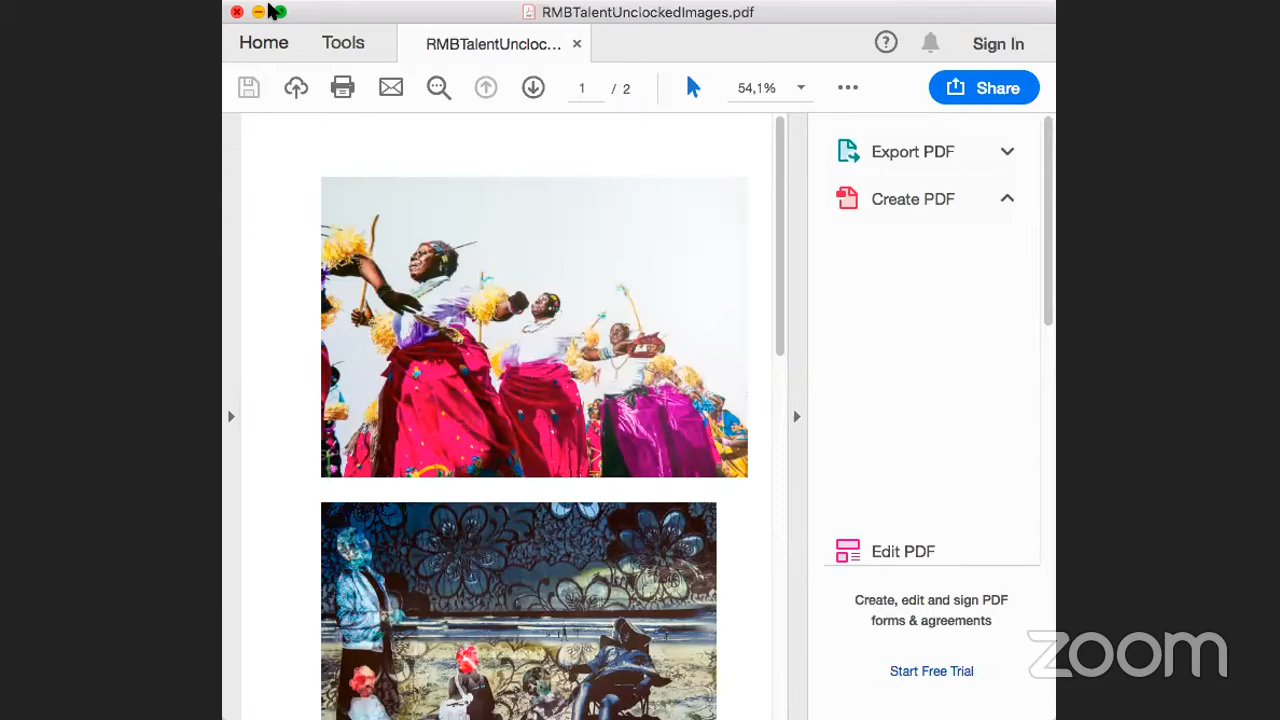 RMBTalentUnclockedImages.pdf
Home
Tools
RMBTalentUncloc...
Sign In
1 / 2
54,1%
Share
Export PDF
Create PDF
Edit PDF
Create, edit and sign PDF
forms & agreements
Start Free Trial
zoom